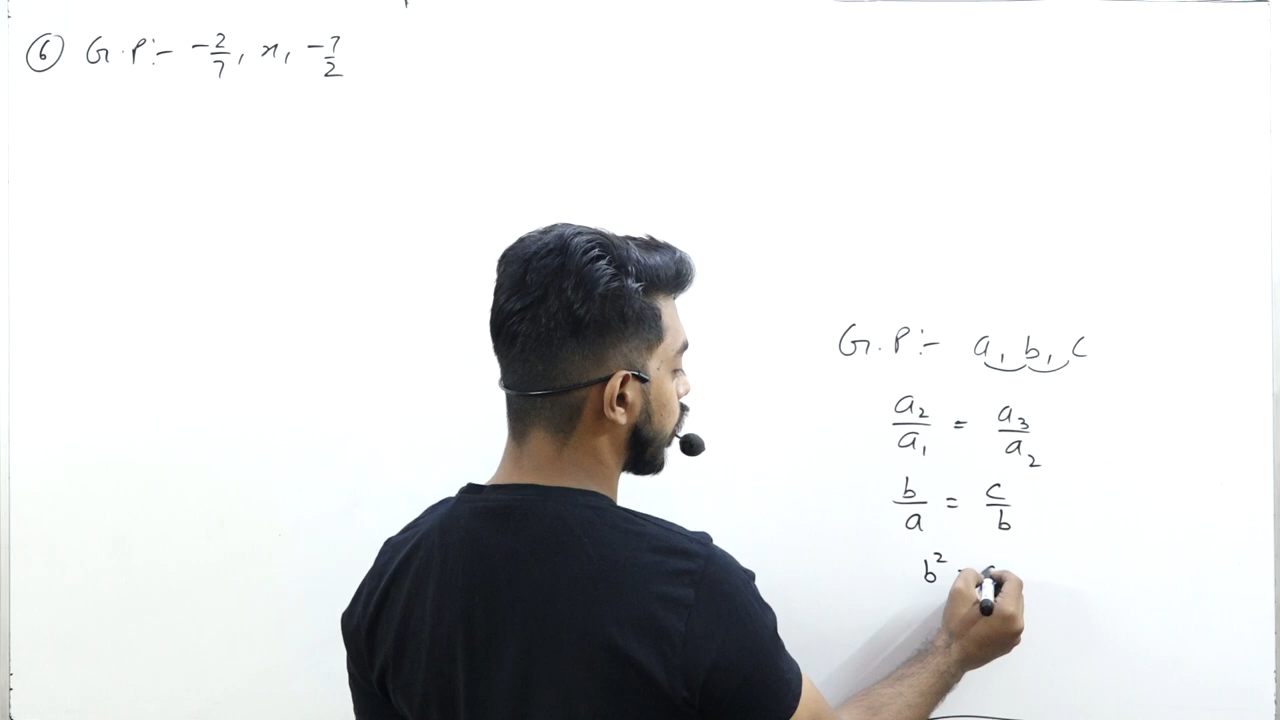 ⑥ G.P:- -2/7, x, -7/2
G.P:- a, b, c
a₂/a₁ = a₃/a₂
b/a = c/b
b²